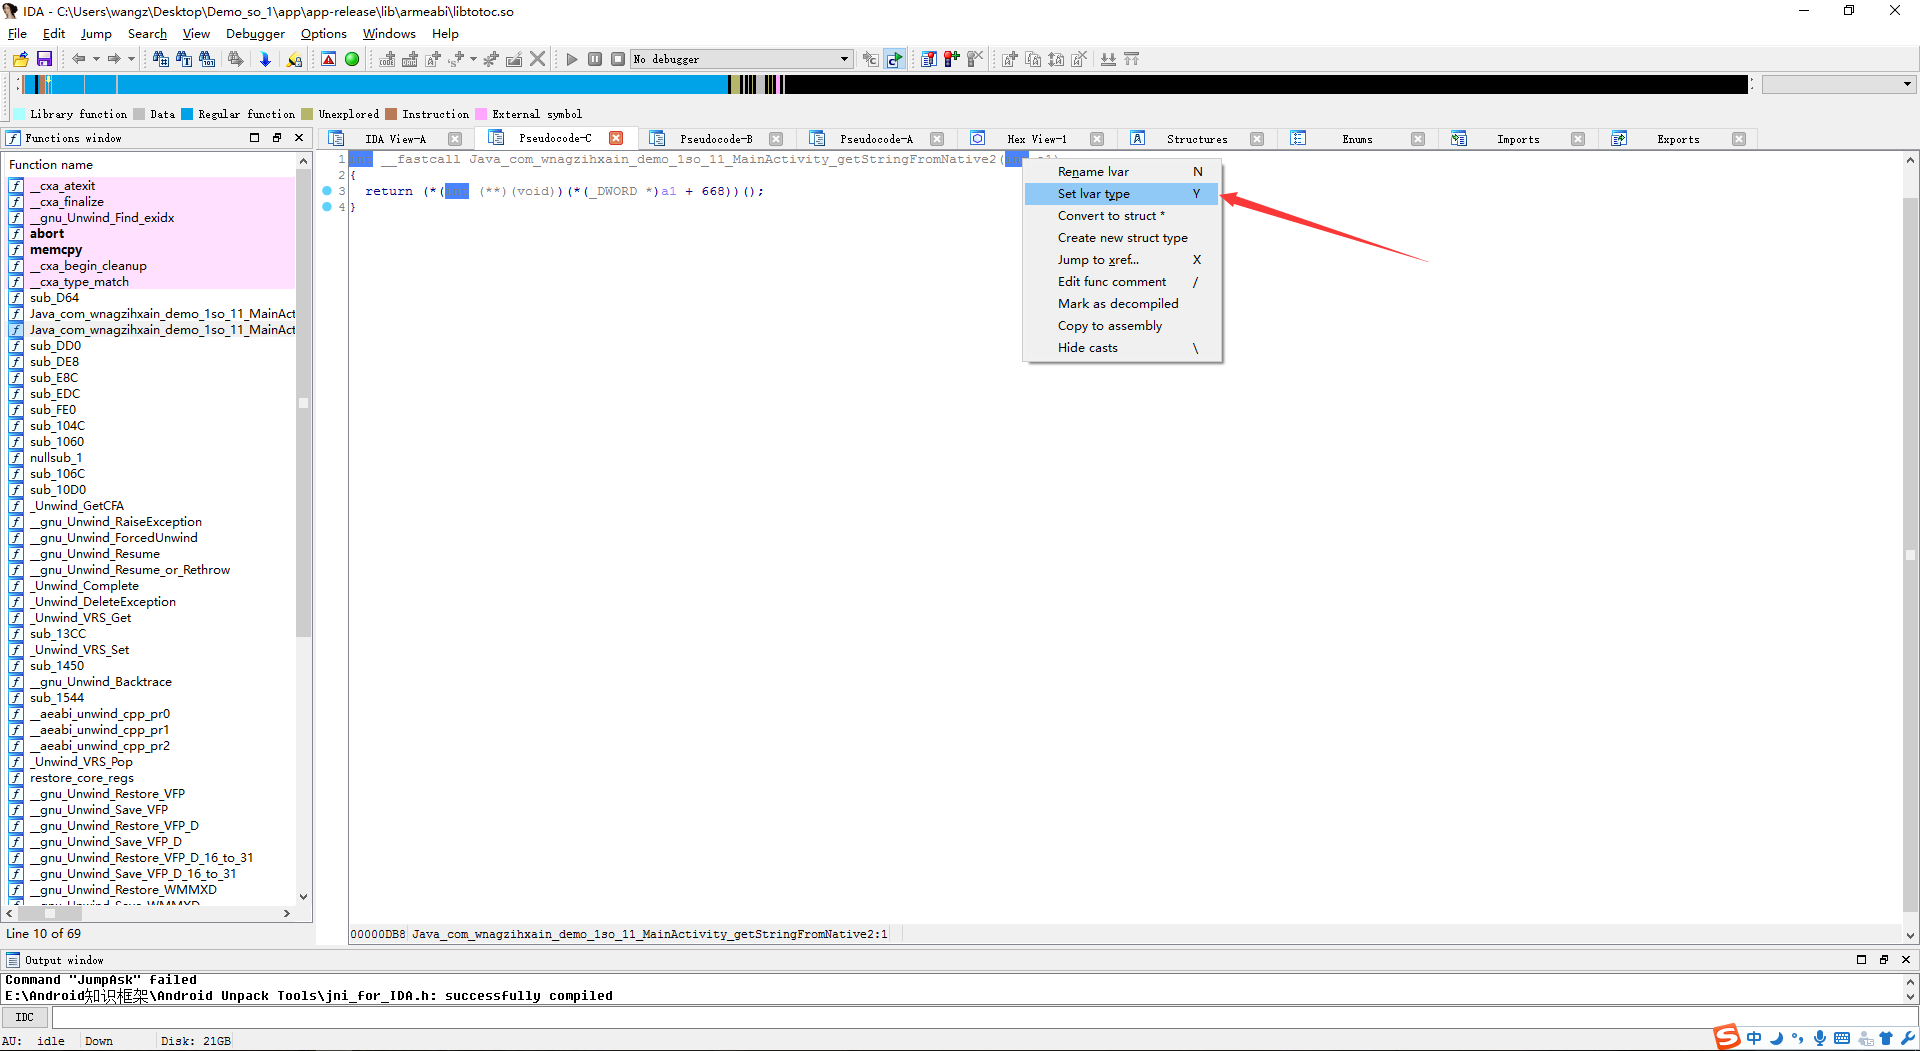 IDA - C:\Users\wangz\Desktop\Demo_so_1\app\app-release\lib\armeabi\libtotoc.so
File Edit Jump Search View Debugger Options Windows Help
No debugger
Library function Data Regular function Unexplored Instruction External symbol
Functions window
IDA View-A Pseudocode-C Pseudocode-B Pseudocode-A Hex View-1 Structures Enums Imports Exports
Function name
__cxa_atexit
__cxa_finalize
__gnu_Unwind_Find_exidx
abort
memcpy
__cxa_begin_cleanup
__cxa_type_match
sub_D64
Java_com_wnagzihxain_demo_1so_11_MainAct
Java_com_wnagzihxain_demo_1so_11_MainAct
sub_DD0
sub_DE8
sub_E8C
sub_EDC
sub_FE0
sub_104C
sub_1060
nullsub_1
sub_106C
sub_10D0
_Unwind_GetCFA
__gnu_Unwind_RaiseException
__gnu_Unwind_ForcedUnwind
__gnu_Unwind_Resume
__gnu_Unwind_Resume_or_Rethrow
_Unwind_Complete
_Unwind_DeleteException
_Unwind_VRS_Get
sub_13CC
_Unwind_VRS_Set
sub_1450
__gnu_Unwind_Backtrace
sub_1544
__aeabi_unwind_cpp_pr0
__aeabi_unwind_cpp_pr1
__aeabi_unwind_cpp_pr2
_Unwind_VRS_Pop
restore_core_regs
__gnu_Unwind_Restore_VFP
__gnu_Unwind_Save_VFP
__gnu_Unwind_Restore_VFP_D
__gnu_Unwind_Save_VFP_D
__gnu_Unwind_Restore_VFP_D_16_to_31
__gnu_Unwind_Save_VFP_D_16_to_31
__gnu_Unwind_Restore_WMMXD
__gnu_Unwind_Save_WMMXD
Line 10 of 69
1 __fastcall Java_com_wnagzihxain_demo_1so_11_MainActivity_getStringFromNative2(
2 {
3 return (*( (**)(void))(*(_DWORD *)a1 + 668))();
4 }
Rename lvar N
Set lvar type Y
Convert to struct *
Create new struct type
Jump to xref... X
Edit func comment /
Mark as decompiled
Copy to assembly
Hide casts \
00000DB8 Java_com_wnagzihxain_demo_1so_11_MainActivity_getStringFromNative2:1
Output window
Command "JumpAsk" failed
E:\Android知识框架\Android Unpack Tools\jni_for_IDA.h: successfully compiled
IDC
AU: idle Down Disk: 21GB
中